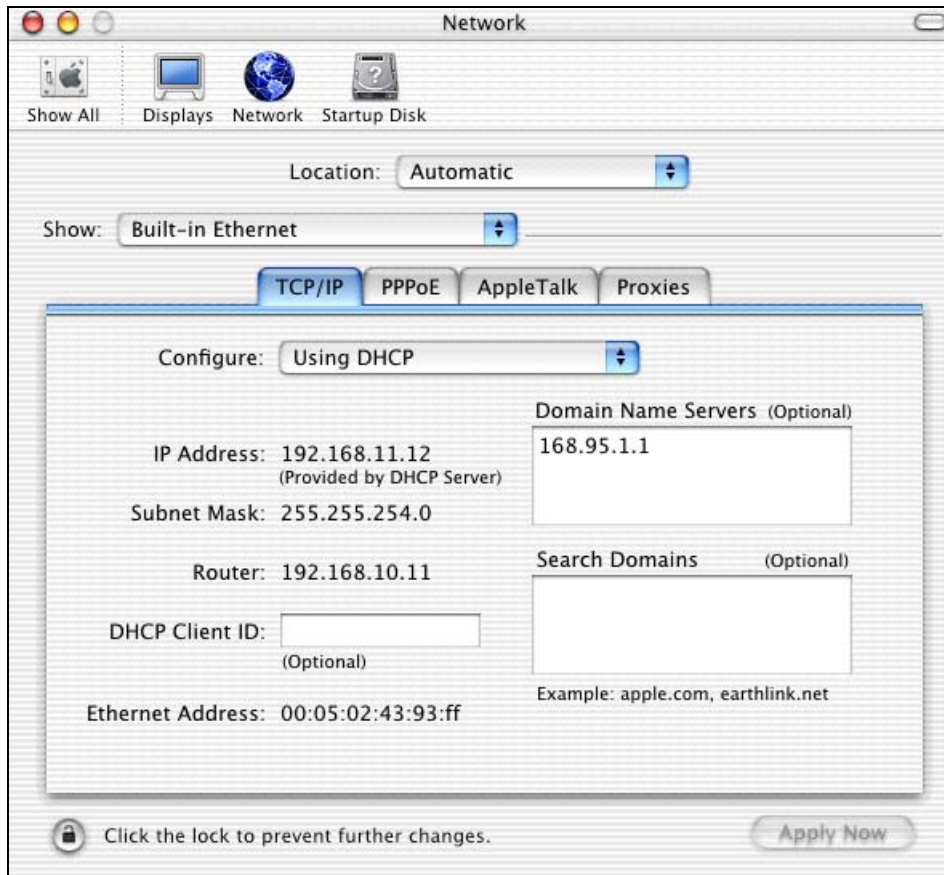 Network
Show All
Displays
Network
Startup Disk
Location: Automatic
Show: Built-in Ethernet
TCP/IP
PPPoE
AppleTalk
Proxies
Configure: Using DHCP
Domain Name Servers (Optional)
168.95.1.1
IP Address: 192.168.11.12
(Provided by DHCP Server)
Subnet Mask: 255.255.254.0
Router: 192.168.10.11
Search Domains (Optional)
DHCP Client ID:
(Optional)
Example: apple.com, earthlink.net
Ethernet Address: 00:05:02:43:93:ff
Click the lock to prevent further changes.
Apply Now